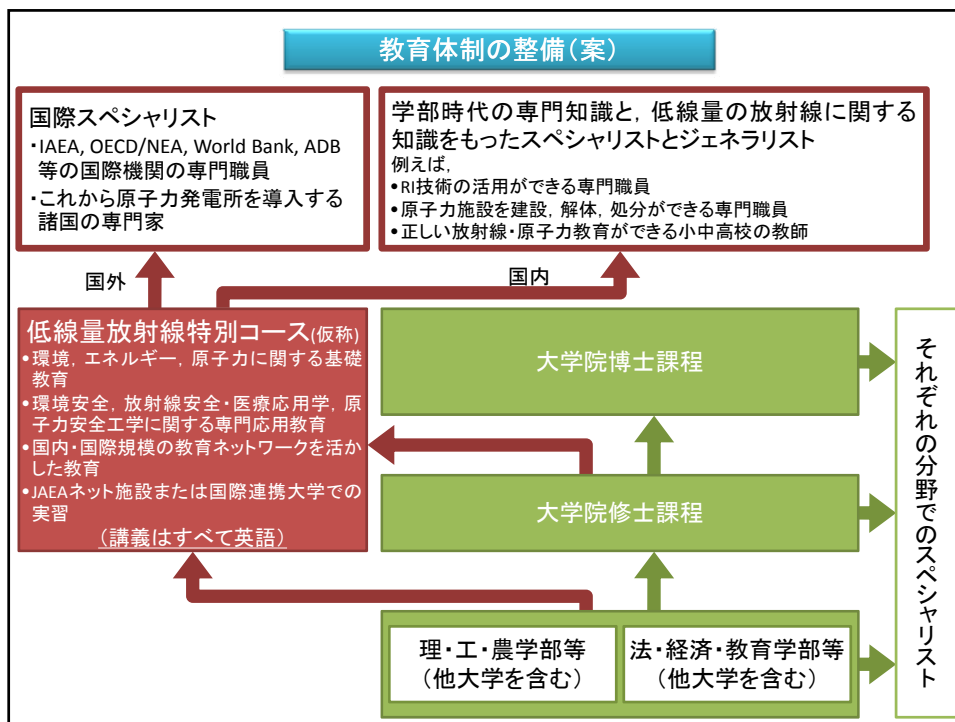 教育体制の整備(案)
国際スペシャリスト
・IAEA, OECD/NEA, World Bank, ADB
等の国際機関の専門職員
・これから原子力発電所を導入する
諸国の専門家
学部時代の専門知識と，低線量の放射線に関する
知識をもったスペシャリストとジェネラリスト
例えば，
•RI技術の活用ができる専門職員
•原子力施設を建設，解体，処分ができる専門職員
•正しい放射線・原子力教育ができる小中高校の教師
国外
国内
低線量放射線特別コース(仮称)
•環境，エネルギー，原子力に関する基礎
教育
•環境安全，放射線安全・医療応用学，原
子力安全工学に関する専門応用教育
•国内・国際規模の教育ネットワークを活か
した教育
•JAEAネット施設または国際連携大学での
実習
（講義はすべて英語）
大学院博士課程
大学院修士課程
理・工・農学部等
（他大学を含む）
法・経済・教育学部等
（他大学を含む）
それぞれの分野でのスペシャリスト